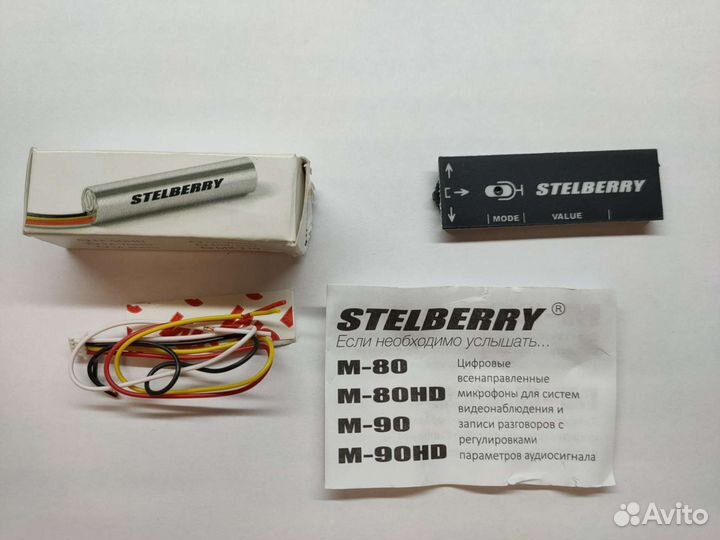 STELBERRY
STELBERRY
MODE VALUE
STELBERRY ®
Если необходимо услышать...
М-80
М-80HD
М-90
М-90HD
Цифровые
всенаправленные
микрофоны для систем
видеонаблюдения и
записи разговоров с
регулировками
параметров аудиосигнала
Avito